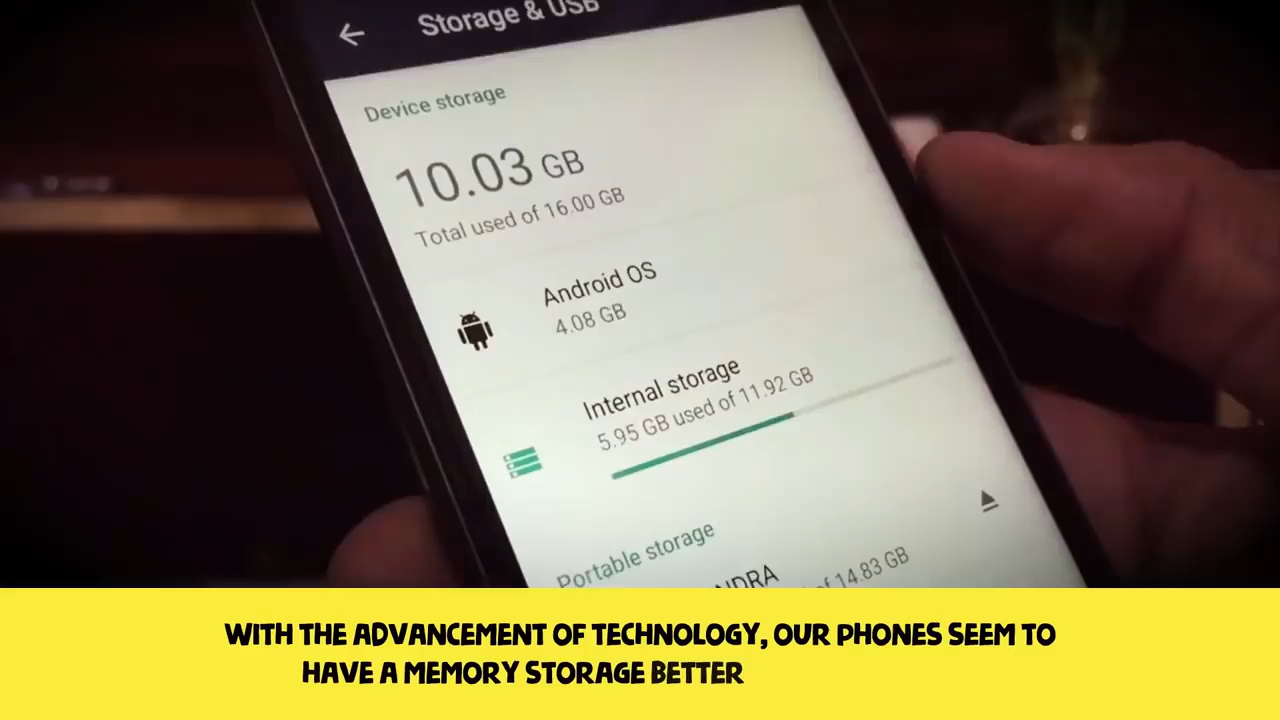 Storage & USB
Device storage
10.03 GB
Total used of 16.00 GB
Android OS
4.08 GB
Internal storage
5.95 GB used of 11.92 GB
Portable storage
of 14.83 GB
WITH THE ADVANCEMENT OF TECHNOLOGY, OUR PHONES SEEM TO
HAVE A MEMORY STORAGE BETTER